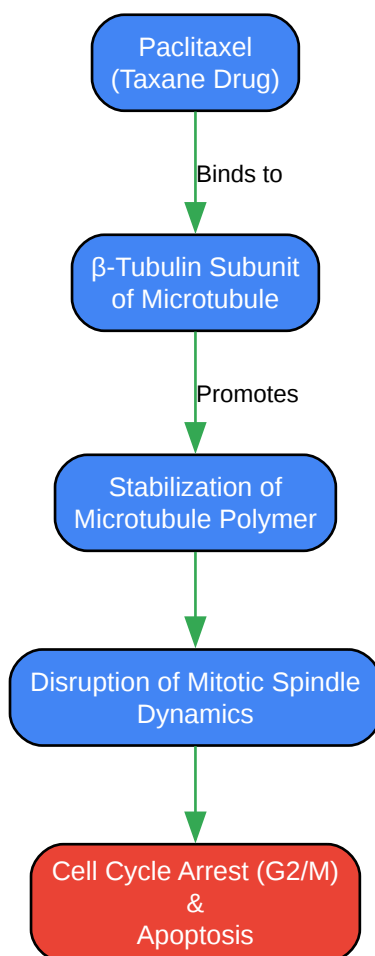 Paclitaxel
(Taxane Drug)
Binds to
β-Tubulin Subunit
of Microtubule
Promotes
Stabilization of
Microtubule Polymer
Disruption of Mitotic Spindle
Dynamics
Cell Cycle Arrest (G2/M)
&
Apoptosis